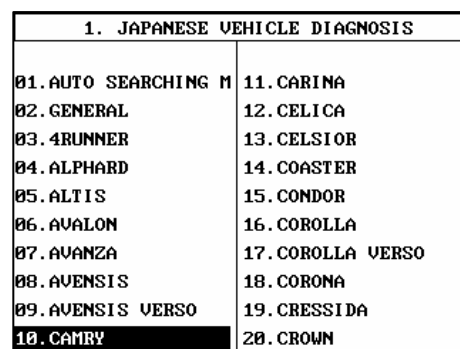 1. JAPANESE VEHICLE DIAGNOSIS
01.AUTO SEARCHING M
02.GENERAL
03.4RUNNER
04.ALPHARD
05.ALTIS
06.AVALON
07.AVANZA
08.AVENSIS
09.AVENSIS VERSO
10.CAMRY
11.CARINA
12.CELICA
13.CELSIOR
14.COASTER
15.CONDOR
16.COROLLA
17.COROLLA VERSO
18.CORONA
19.CRESSIDA
20.CROWN